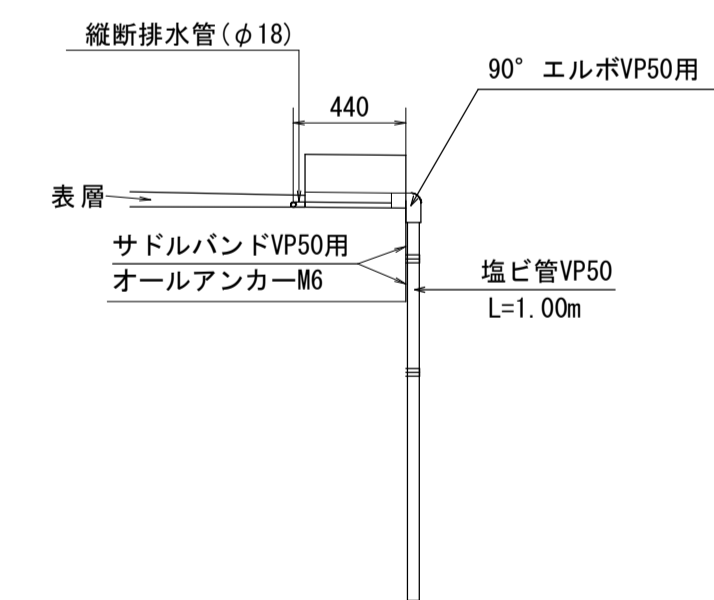 縦断排水管(φ18)
90° エルボVP50用
440
表層
サドルバンドVP50用
オールアンカーM6
塩ビ管VP50
L=1.00m